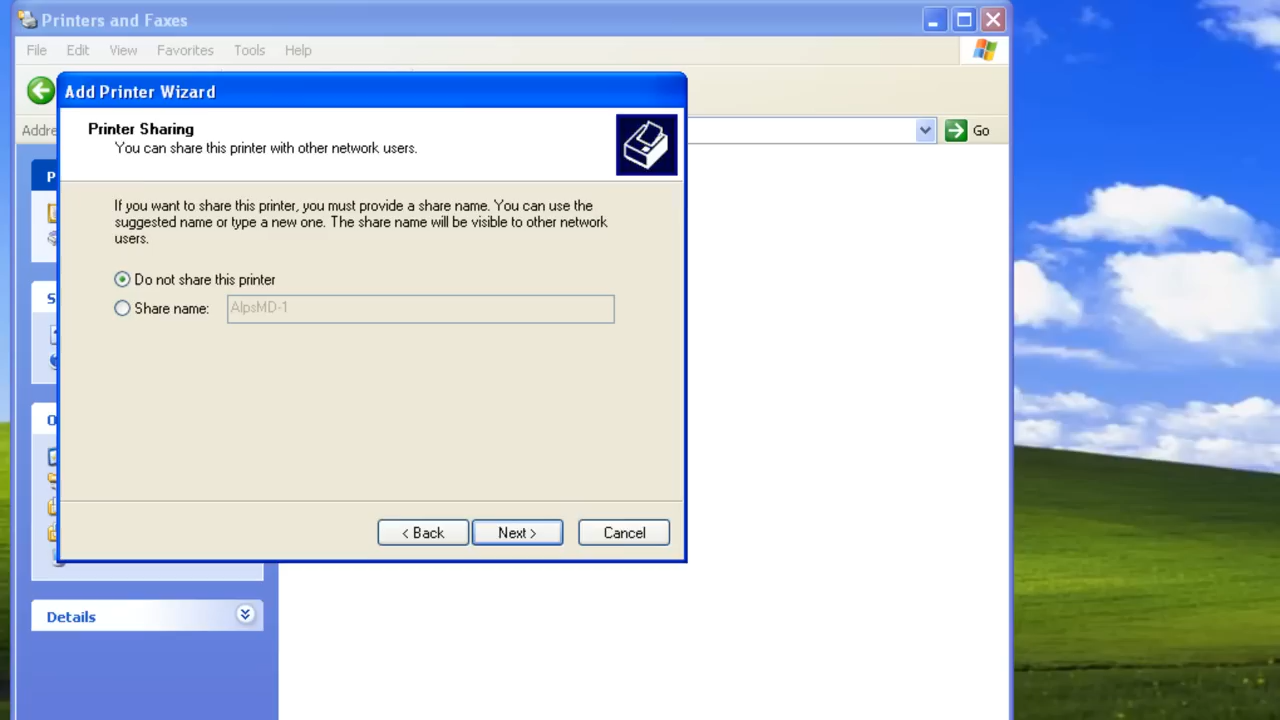 Printers and Faxes
File Edit View Favorites Tools Help
Add Printer Wizard
Printer Sharing
You can share this printer with other network users.
Go
If you want to share this printer, you must provide a share name. You can use the
suggested name or type a new one. The share name will be visible to other network
users.
Do not share this printer
Share name: AlpsMD-1
< Back Next > Cancel
Details